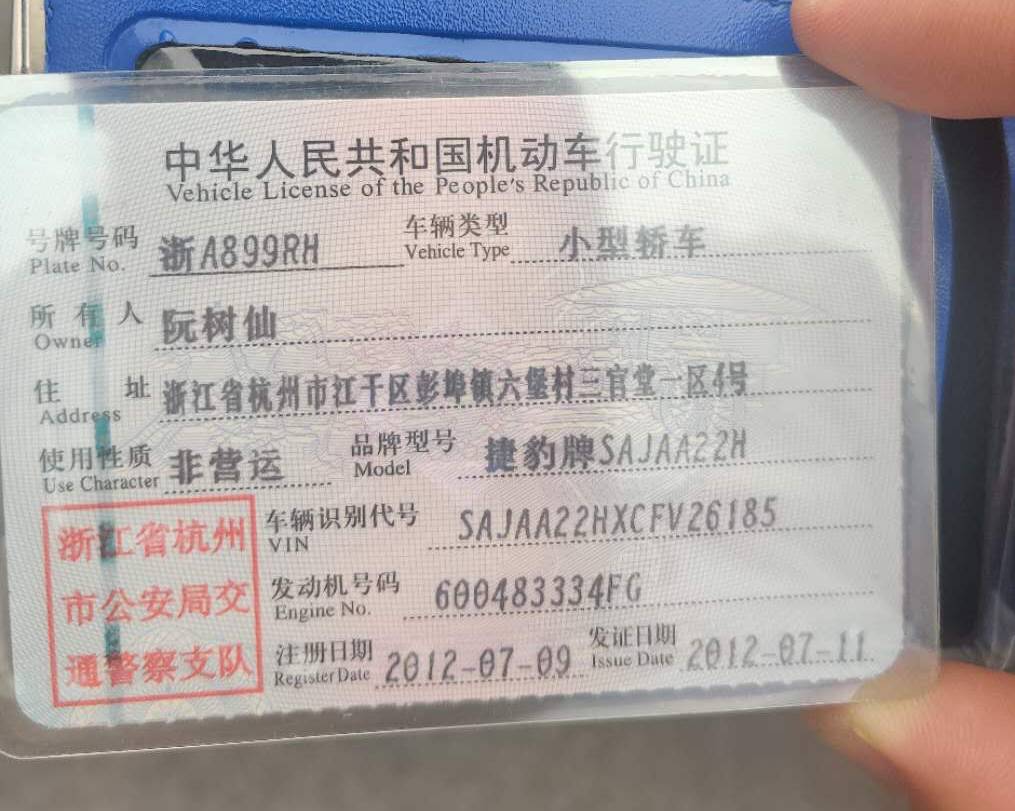 中华人民共和国机动车行驶证
Vehicle License of the People's Republic of China
号牌号码 浙A899RH 车辆类型 小型轿车
Plate No. Vehicle Type
所有人 阮树仙
Owner
住址 浙江省杭州市江干区彭埠镇六堡村三官堂一区4号
Address
使用性质 非营运 品牌型号 捷豹牌SAJAA22H
Use Character Model
浙江省杭州
市公安局交
通警察支队
车辆识别代号 SAJAA22HXCFV26185
VIN
发动机号码 600483334FG
Engine No.
注册日期 2012-07-09 发证日期 2012-07-11
Register Date Issue Date